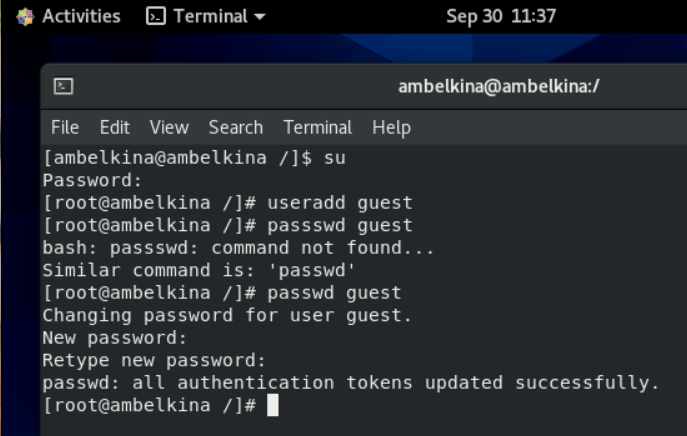 Activities Terminal Sep 30 11:37
ambelkina@ambelkina:/
File Edit View Search Terminal Help
[ambelkina@ambelkina /]$ su
Password:
[root@ambelkina /]# useradd guest
[root@ambelkina /]# passswd guest
bash: passswd: command not found...
Similar command is: 'passwd'
[root@ambelkina /]# passwd guest
Changing password for user guest.
New password:
Retype new password:
passwd: all authentication tokens updated successfully.
[root@ambelkina /]#